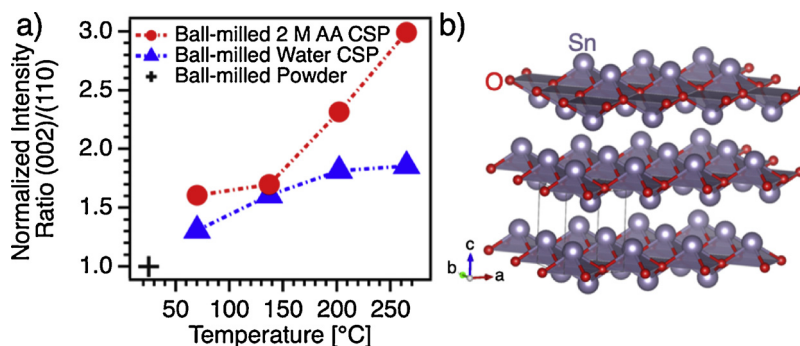 a)
Normalized Intensity
Ratio (002)/(110)
3.0
2.5
2.0
1.5
1.0
Ball-milled 2 M AA CSP
Ball-milled Water CSP
Ball-milled Powder
50 100 150 200 250
Temperature [°C]
b)
Sn
O
c
b
a